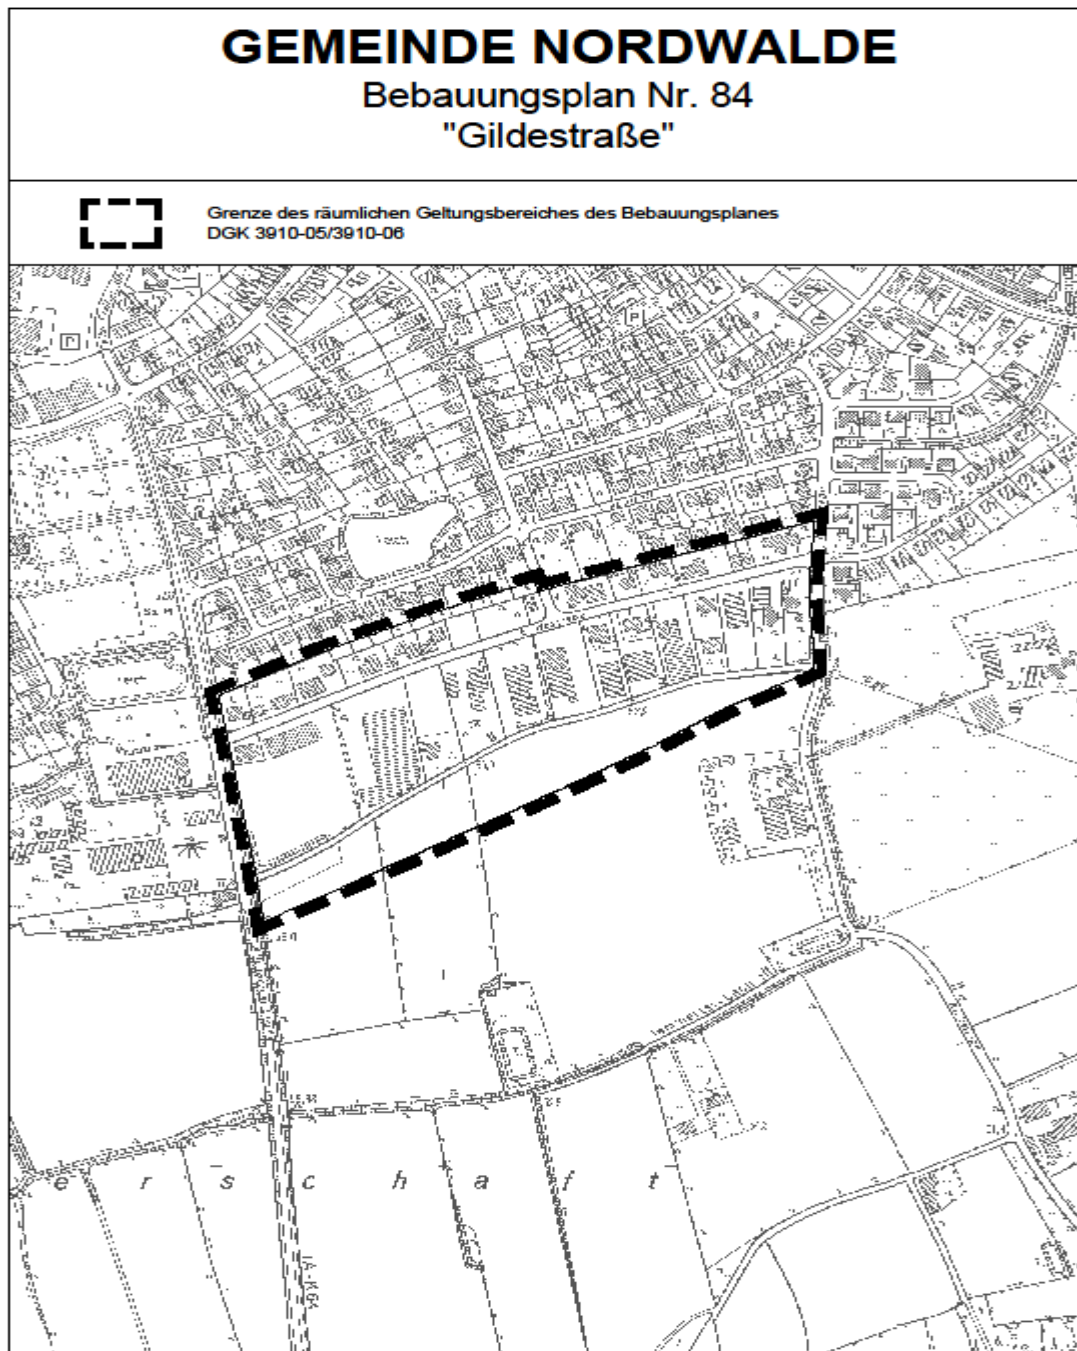 GEMEINDE NORDWALDE
Bebauungsplan Nr. 84
"Gildestraße"
Grenze des räumlichen Geltungsbereiches des Bebauungsplanes
DGK 3910-05/3910-06
P
e r s c h a f t